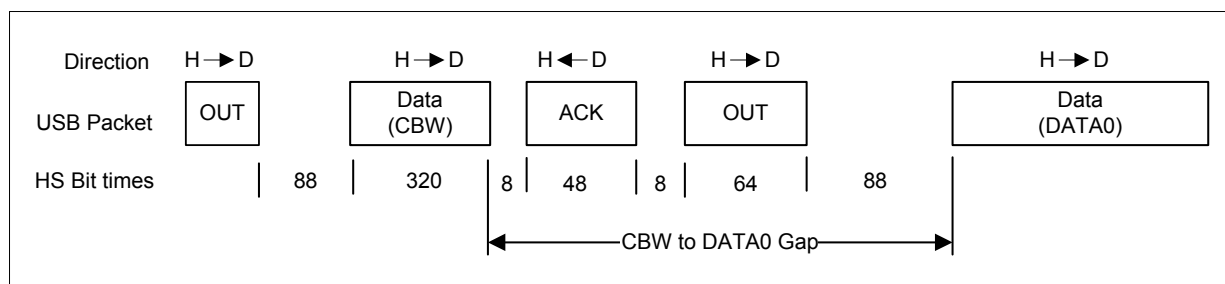 Direction H→D H→D H←D H→D H→D
USB Packet OUT Data (CBW) ACK OUT Data (DATA0)
HS Bit times 88 320 8 48 8 64 88
CBW to DATA0 Gap